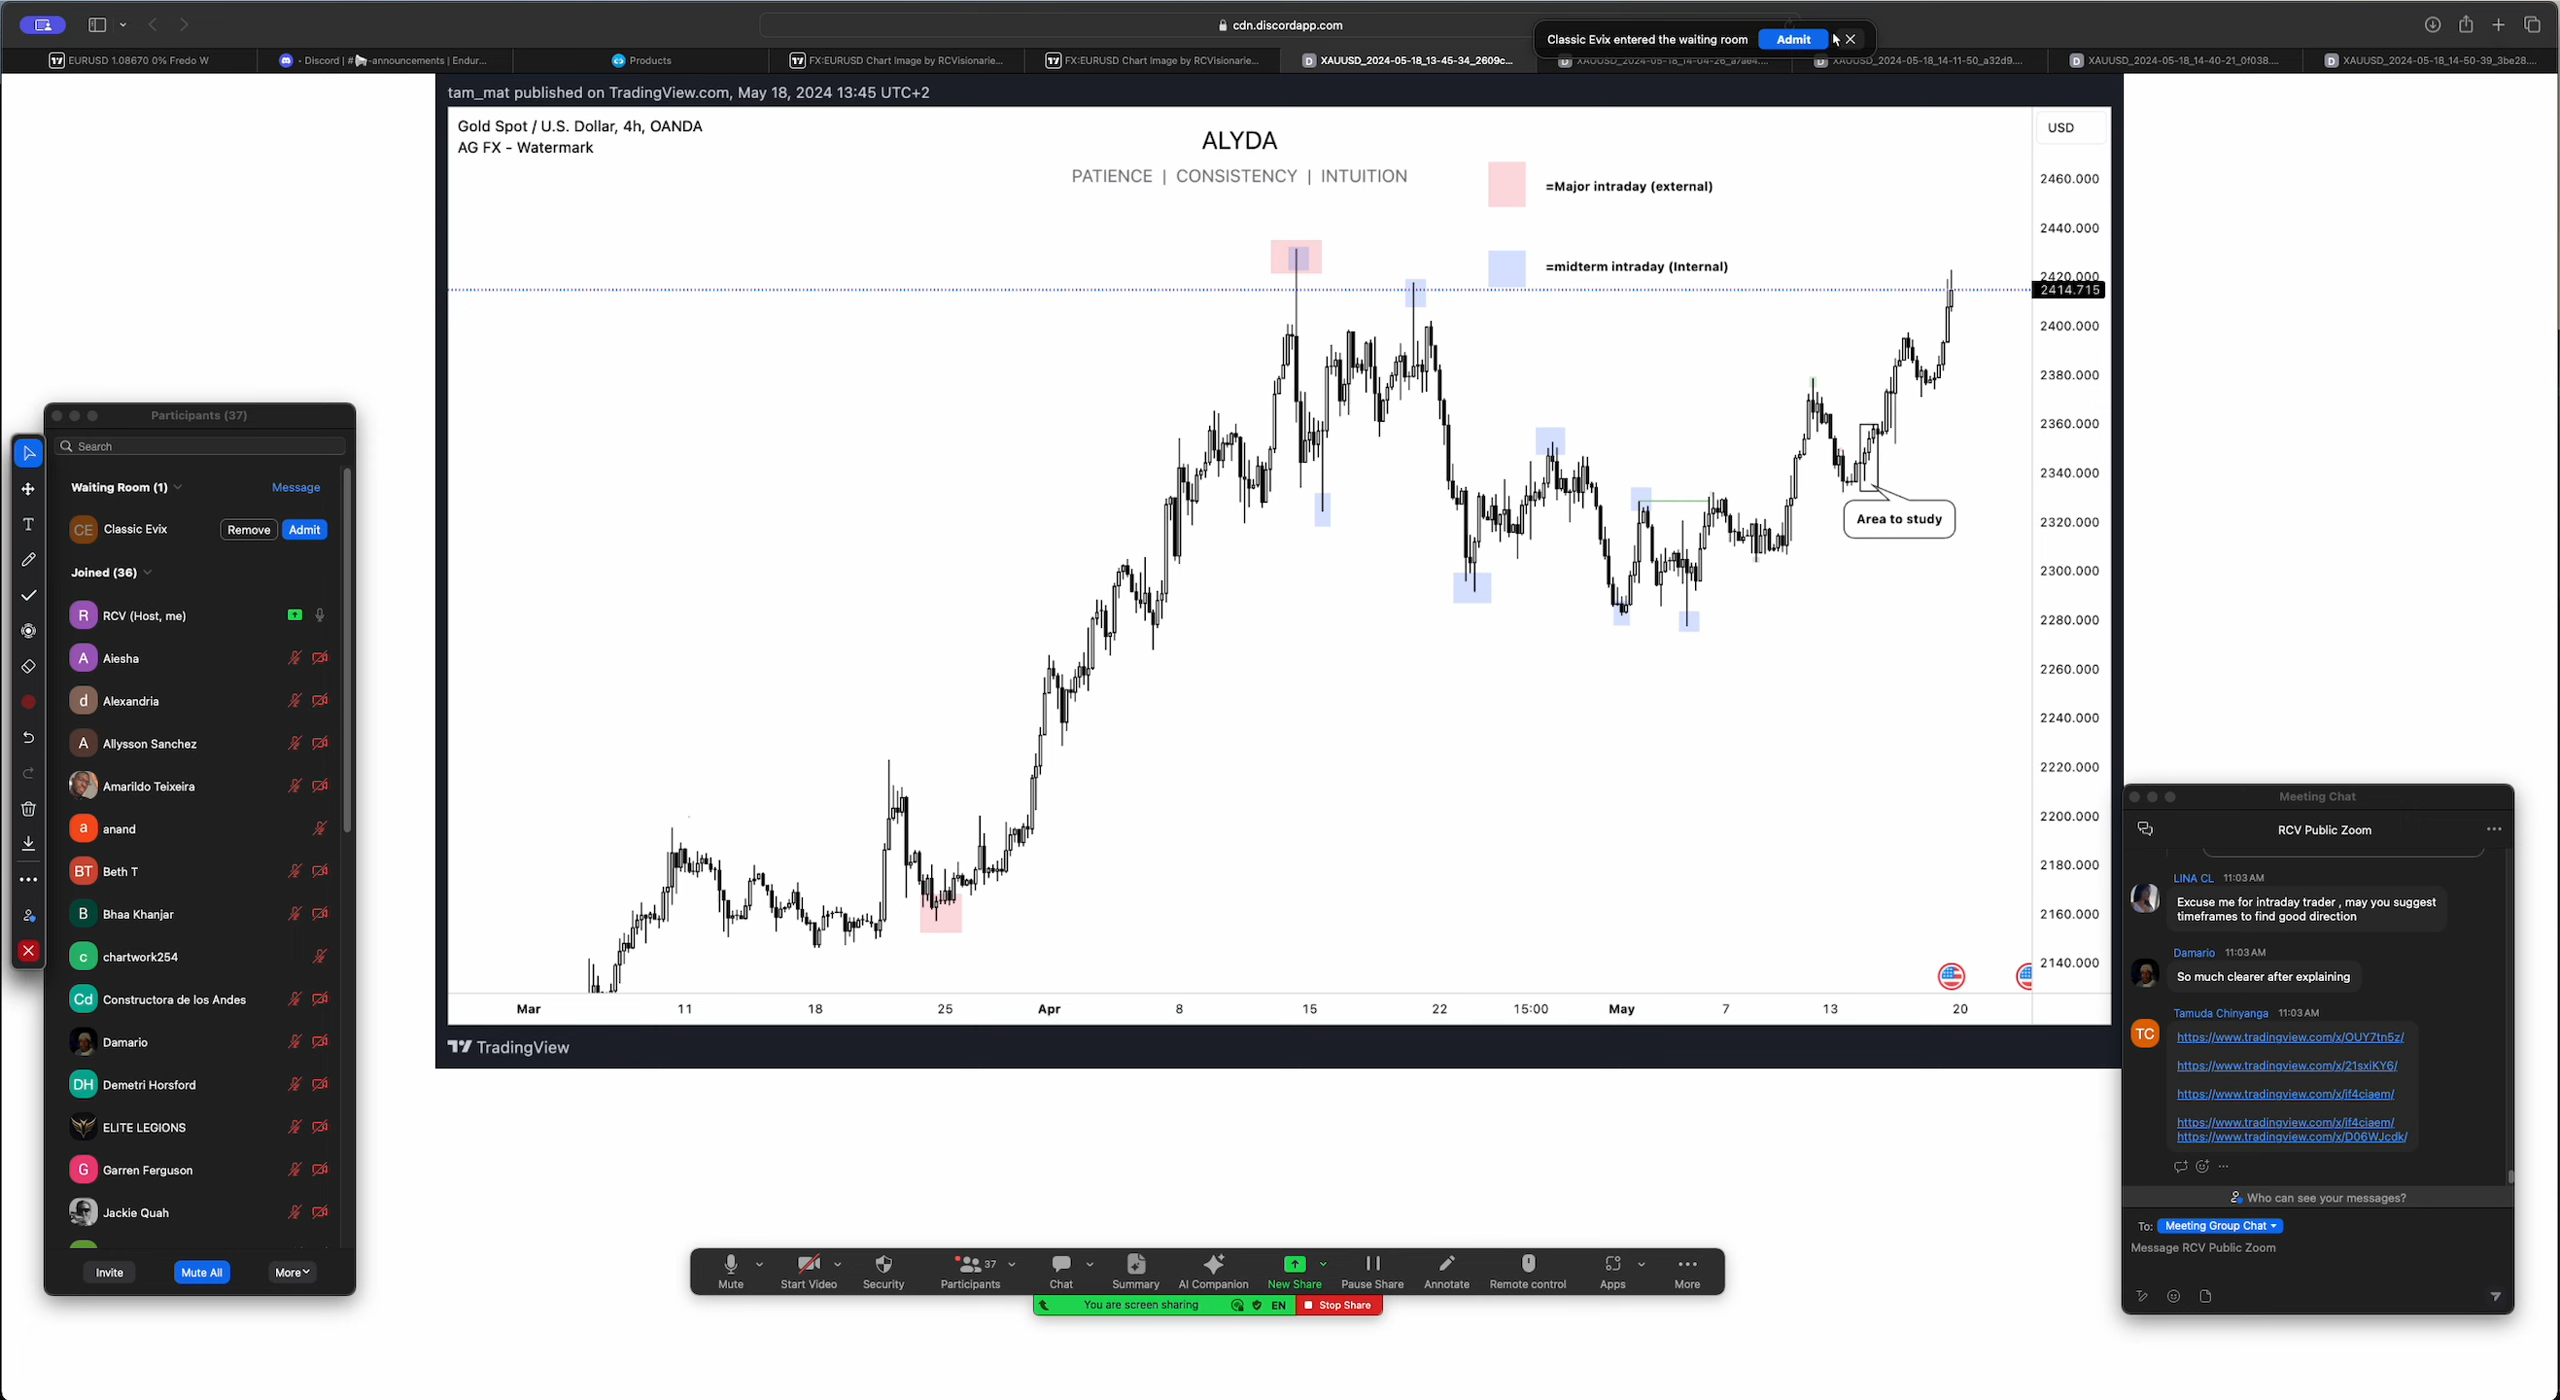 cdn.discordapp.com
Classic Evix entered the waiting room
Admit
EURUSD 1.08670 0% Fredo W
Products
FX:EURUSD Chart Image by RCVisionarie...
FX:EURUSD Chart Image by RCVisionarie...
XAUUSD_2024-05-18_13-45-34_2609c...
XAUUSD_2024-05-18_14-11-50_a32d9...
XAUUSD_2024-05-18_14-40-21_0f038...
XAUUSD_2024-05-18_14-50-39_3be28...
tam_mat published on TradingView.com, May 18, 2024 13:45 UTC+2
Gold Spot / U.S. Dollar, 4h, OANDA
AG FX - Watermark
ALYDA
PATIENCE | CONSISTENCY | INTUITION
=Major intraday (external)
=midterm intraday (Internal)
Area to study
USD
2460.000
2440.000
2420.000
2414.715
2400.000
2380.000
2360.000
2340.000
2320.000
2300.000
2280.000
2260.000
2240.000
2220.000
2200.000
2180.000
2160.000
2140.000
Mar 11 18 25 Apr 8 15 22 15:00 May 7 13 20
TradingView
Participants (37)
Search
Waiting Room (1) Message
CE Classic Evix Remove Admit
Joined (36)
R RCV (Host, me)
A Aiesha
d Alexandria
A Allysson Sanchez
Amarildo Teixeira
a anand
BT Beth T
B Bhaa Khanjar
c chartwork254
Cd Constructora de los Andes
Damario
DH Demetri Horsford
ELITE LEGIONS
G Garren Ferguson
Jackie Quah
Invite Mute All More
Meeting Chat
RCV Public Zoom
LINA CL 11:03 AM
Excuse me for intraday trader , may you suggest
timeframes to find good direction
Damario 11:03 AM
So much clearer after explaining
Tamuda Chinyanga 11:03 AM
TC
https://www.tradingview.com/x/OUY7tn5z/
https://www.tradingview.com/x/21sxiKY6/
https://www.tradingview.com/x/if4ciaem/
https://www.tradingview.com/x/if4ciaem/
https://www.tradingview.com/x/D06WJcdk/
Who can see your messages?
To: Meeting Group Chat
Message RCV Public Zoom
37
Mute Start Video Security Participants Chat Summary AI Companion New Share Pause Share Annotate Remote control Apps More
You are screen sharing EN Stop Share